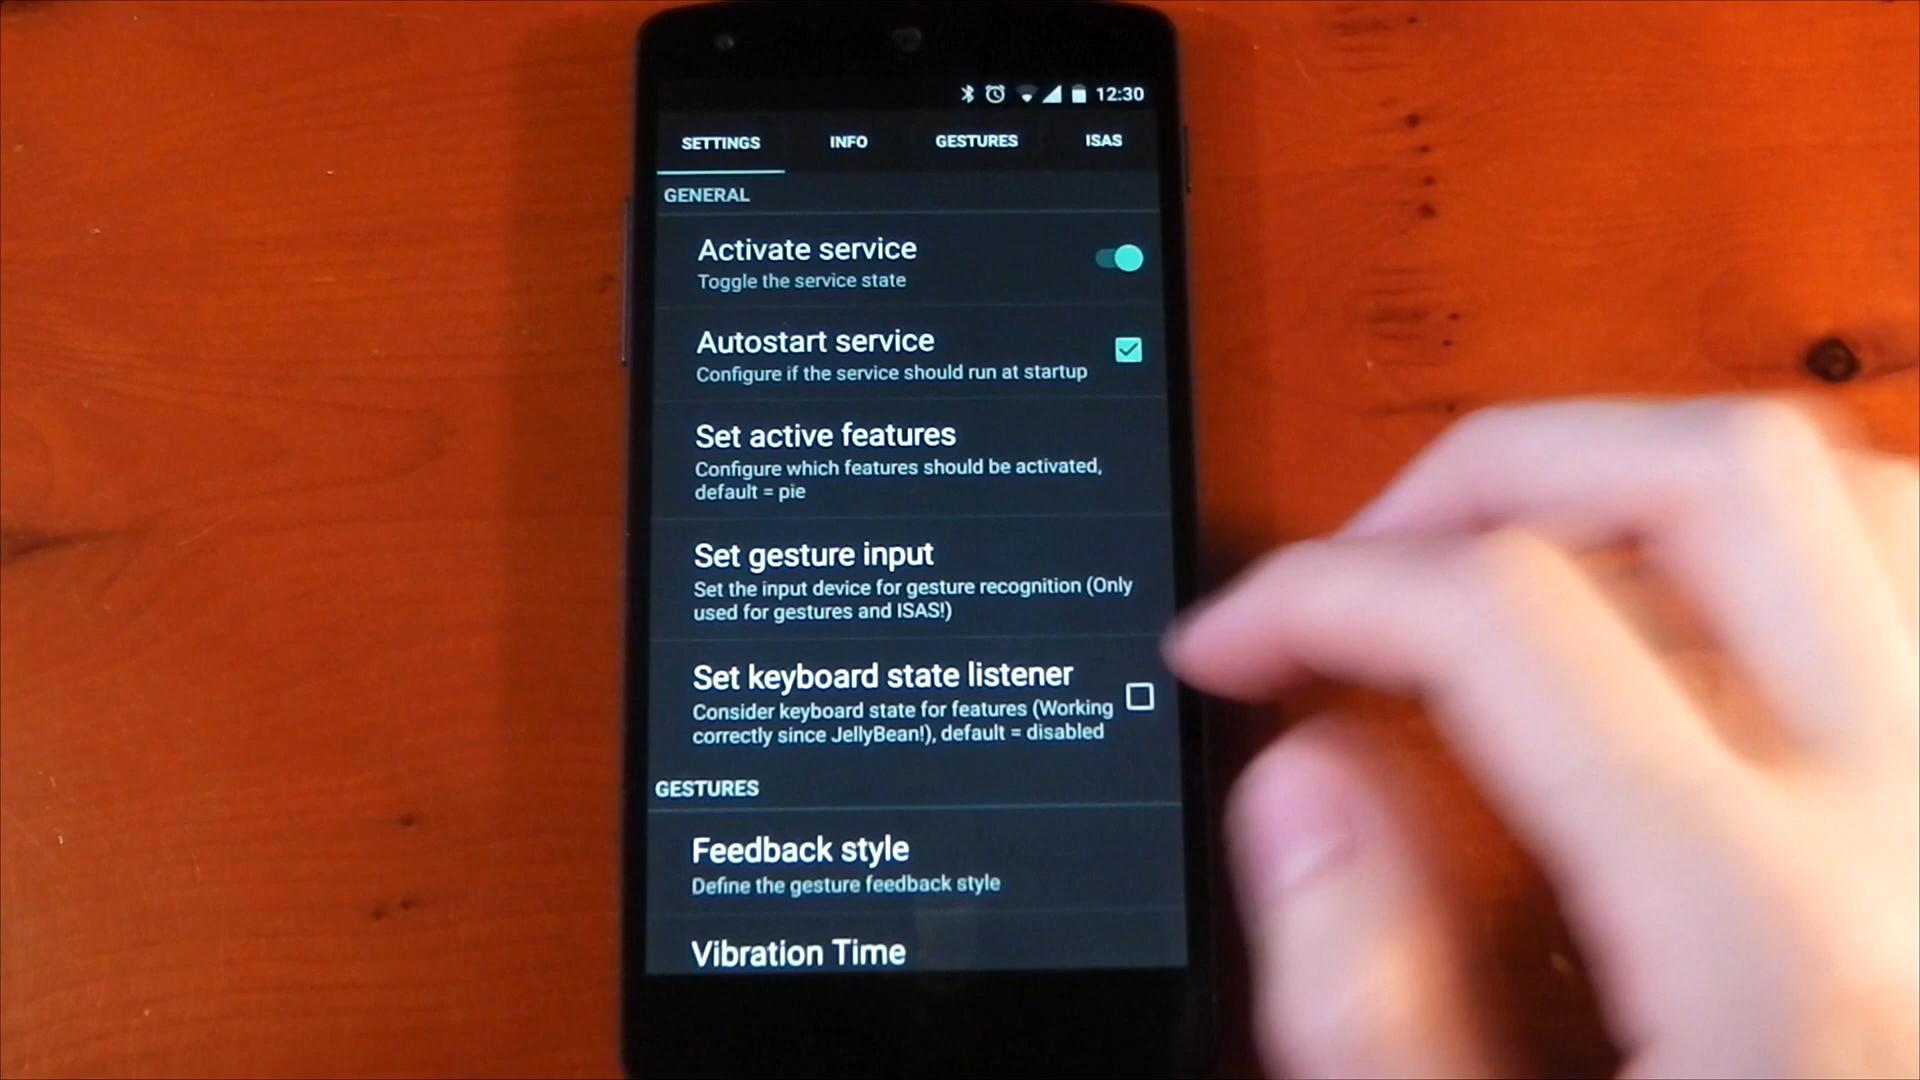 12:30
SETTINGS INFO GESTURES ISAS
GENERAL
Activate service
Toggle the service state
Autostart service
Configure if the service should run at startup
Set active features
Configure which features should be activated,
default = pie
Set gesture input
Set the input device for gesture recognition (Only
used for gestures and ISAS!)
Set keyboard state listener
Consider keyboard state for features (Working
correctly since JellyBean!), default = disabled
GESTURES
Feedback style
Define the gesture feedback style
Vibration Time